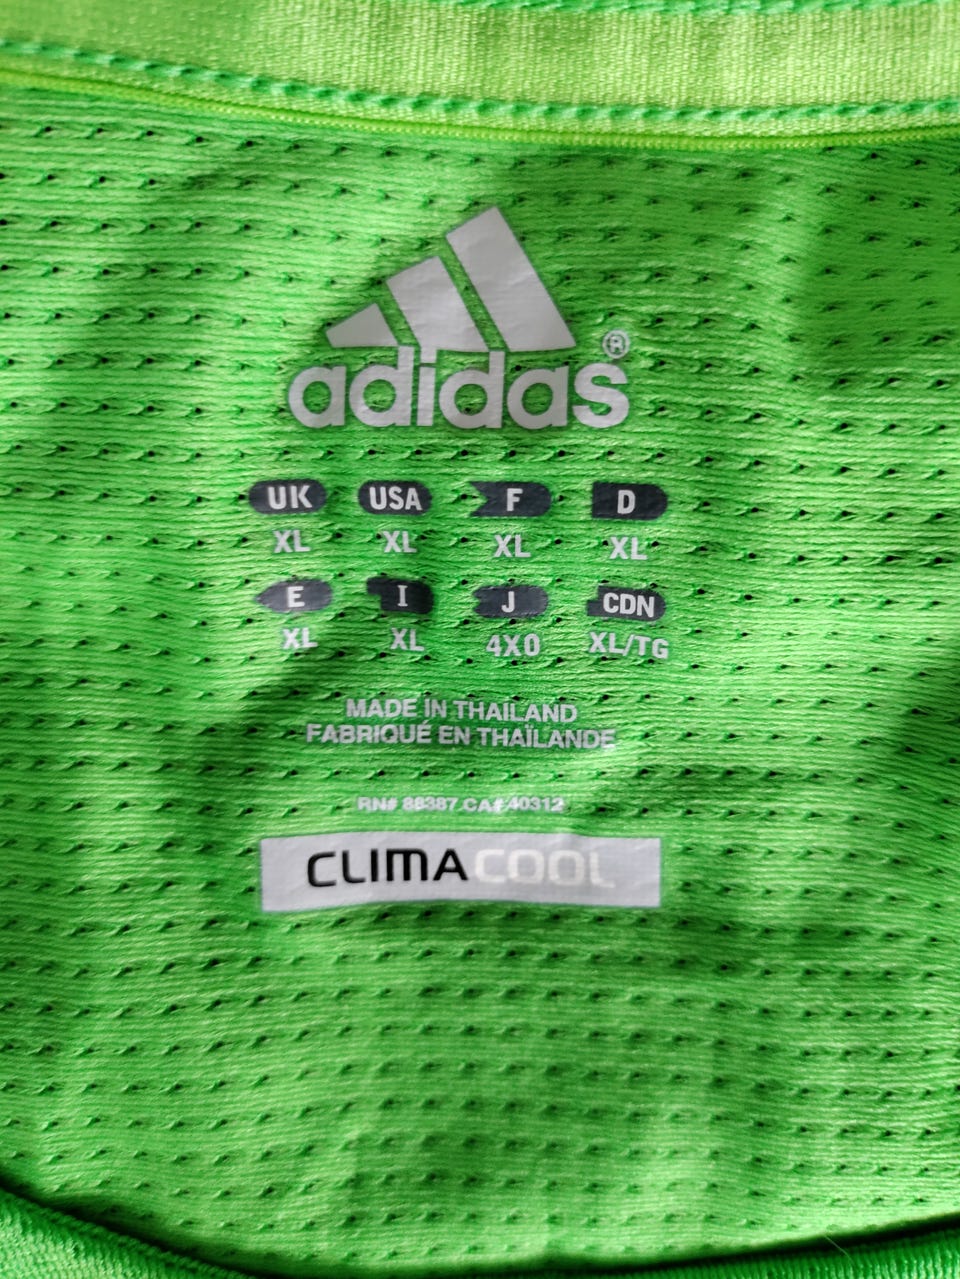 adidas®
UK USA F D
XL XL XL XL
E I J CDN
XL XL 4XO XL/TG
MADE IN THAILAND
FABRIQUÉ EN THAÏLANDE
RN# 88387 CA# 40312
CLIMACOOL